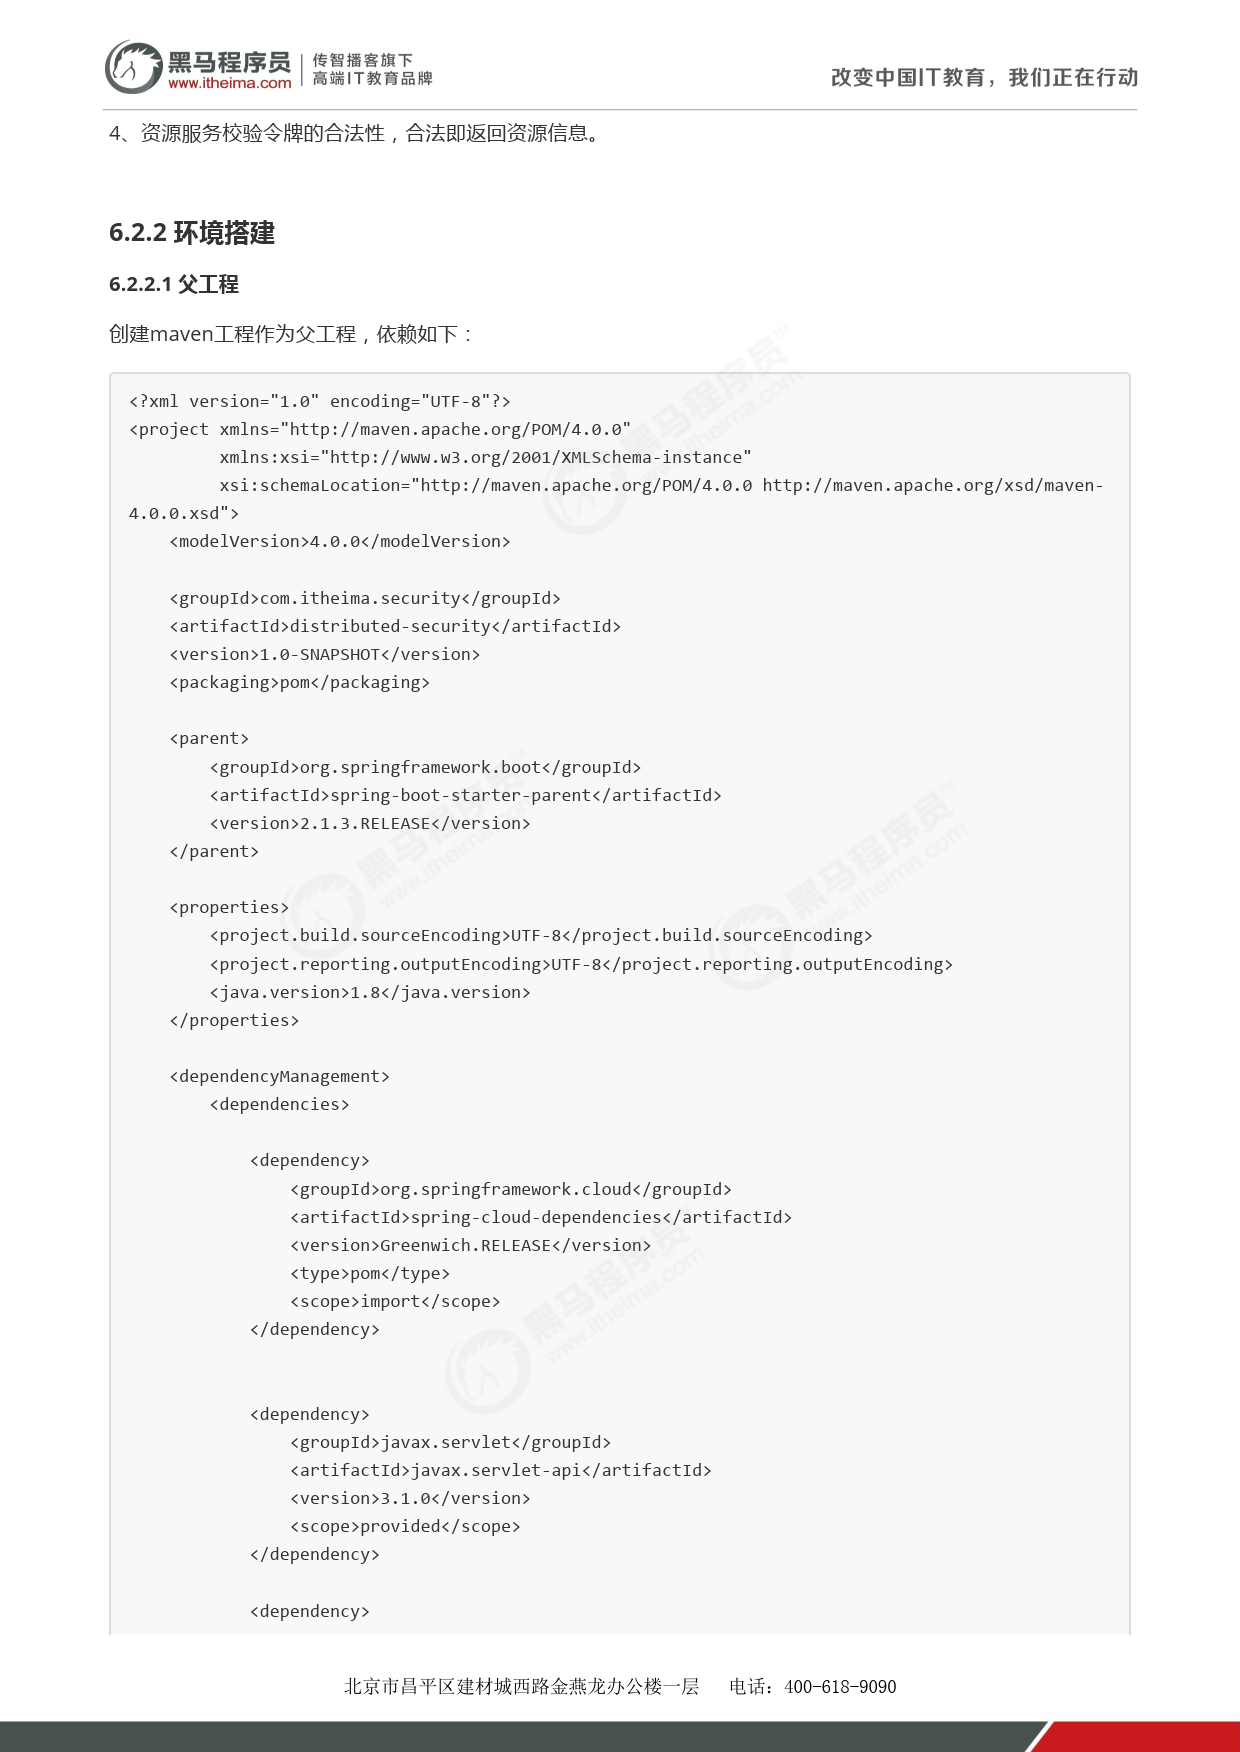 黑马程序员
www.itheima.com
传智播客旗下
高端IT教育品牌
改变中国IT教育，我们正在行动
4、资源服务校验令牌的合法性，合法即返回资源信息。
6.2.2 环境搭建
6.2.2.1 父工程
创建maven工程作为父工程，依赖如下：
<?xml version="1.0" encoding="UTF-8"?>
<project xmlns="http://maven.apache.org/POM/4.0.0"
         xmlns:xsi="http://www.w3.org/2001/XMLSchema-instance"
         xsi:schemaLocation="http://maven.apache.org/POM/4.0.0 http://maven.apache.org/xsd/maven-
4.0.0.xsd">
    <modelVersion>4.0.0</modelVersion>
    <groupId>com.itheima.security</groupId>
    <artifactId>distributed-security</artifactId>
    <version>1.0-SNAPSHOT</version>
    <packaging>pom</packaging>
    <parent>
        <groupId>org.springframework.boot</groupId>
        <artifactId>spring-boot-starter-parent</artifactId>
        <version>2.1.3.RELEASE</version>
    </parent>
    <properties>
        <project.build.sourceEncoding>UTF-8</project.build.sourceEncoding>
        <project.reporting.outputEncoding>UTF-8</project.reporting.outputEncoding>
        <java.version>1.8</java.version>
    </properties>
    <dependencyManagement>
        <dependencies>
            <dependency>
                <groupId>org.springframework.cloud</groupId>
                <artifactId>spring-cloud-dependencies</artifactId>
                <version>Greenwich.RELEASE</version>
                <type>pom</type>
                <scope>import</scope>
            </dependency>
            <dependency>
                <groupId>javax.servlet</groupId>
                <artifactId>javax.servlet-api</artifactId>
                <version>3.1.0</version>
                <scope>provided</scope>
            </dependency>
            <dependency>
北京市昌平区建材城西路金燕龙办公楼一层 电话：400-618-9090